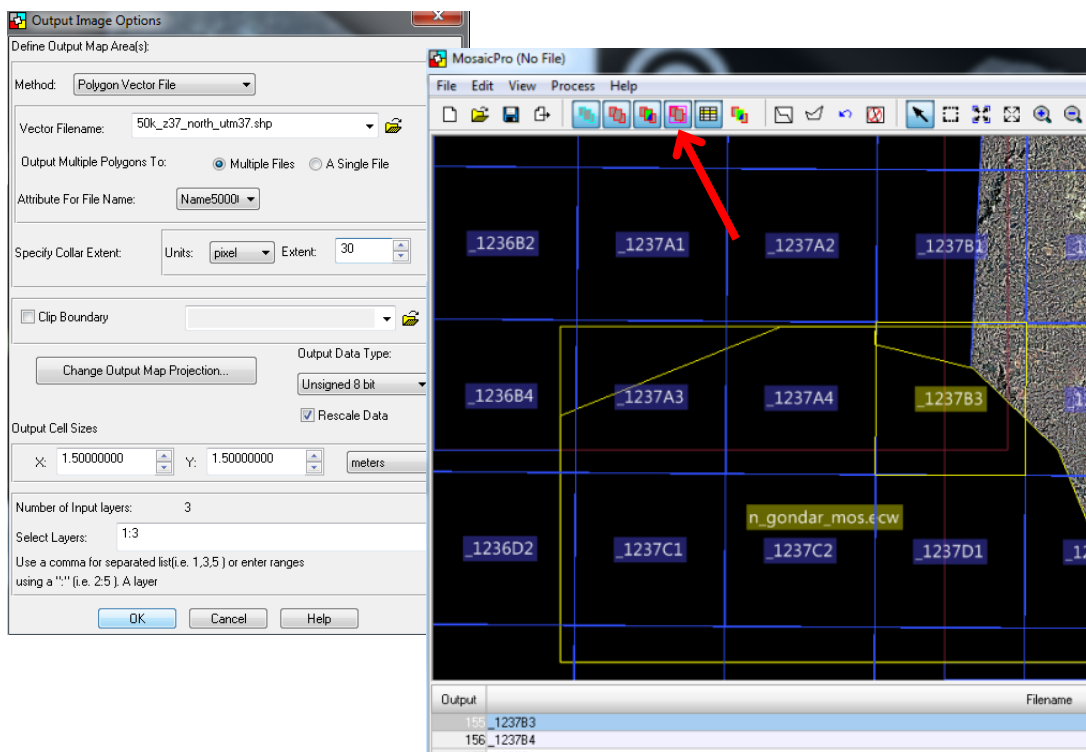 Output Image Options
Define Output Map Area(s):
Method: Polygon Vector File
Vector Filename: 50k_z37_north_utm37.shp
Output Multiple Polygons To: Multiple Files A Single File
Attribute For File Name:
Specify Collar Extent: Units: pixel Extent: 30
Clip Boundary
Change Output Map Projection...
Output Data Type:
Unsigned 8 bit
Rescale Data
Output Cell Sizes
X: 1.50000000 Y: 1.50000000 meters
Number of Input layers: 3
Select Layers: 1:3
Use a comma for separated list(i.e. 1,3,5 ) or enter ranges
using a ":" (i.e. 2:5 ). A layer
OK Cancel Help
MosaicPro (No File)
File Edit View Process Help
_1236B2 _1237A1 _1237A2 _1237B1
_1236B4 _1237A3 _1237A4 _1237B3
n_gondar_mos.ecw
_1236D2 _1237C1 _1237C2 _1237D1
Output Filename
155 _1237B3
156 _1237B4